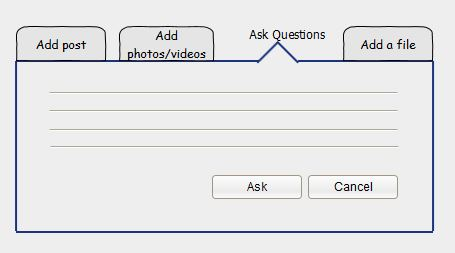 Add post
Add
photos/videos
Ask Questions
Add a file
Ask
Cancel